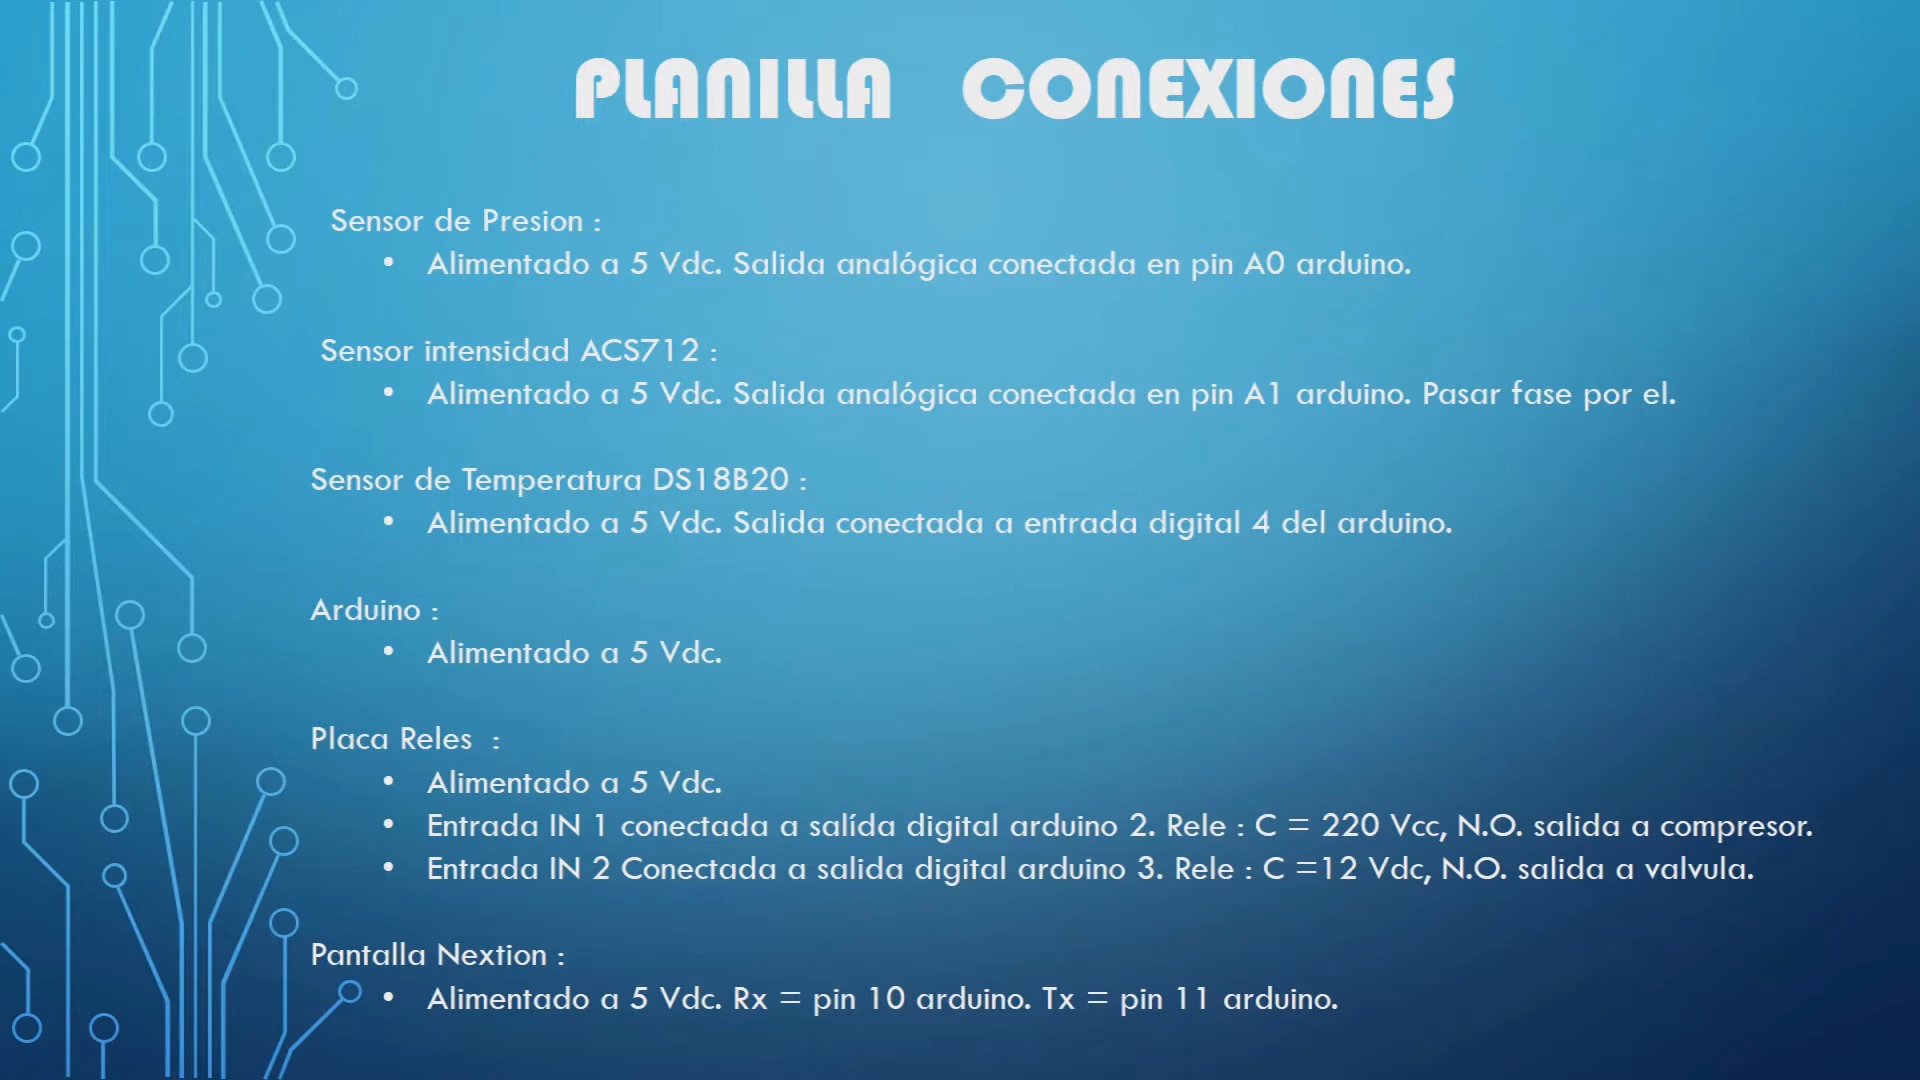 PLANILLA CONEXIONES
Sensor de Presion :
• Alimentado a 5 Vdc. Salida analógica conectada en pin A0 arduino.
Sensor intensidad ACS712 :
• Alimentado a 5 Vdc. Salida analógica conectada en pin A1 arduino. Pasar fase por el.
Sensor de Temperatura DS18B20 :
• Alimentado a 5 Vdc. Salida conectada a entrada digital 4 del arduino.
Arduino :
• Alimentado a 5 Vdc.
Placa Reles :
• Alimentado a 5 Vdc.
• Entrada IN 1 conectada a salída digital arduino 2. Rele : C = 220 Vcc, N.O. salida a compresor.
• Entrada IN 2 Conectada a salida digital arduino 3. Rele : C =12 Vdc, N.O. salida a valvula.
Pantalla Nextion :
• Alimentado a 5 Vdc. Rx = pin 10 arduino. Tx = pin 11 arduino.